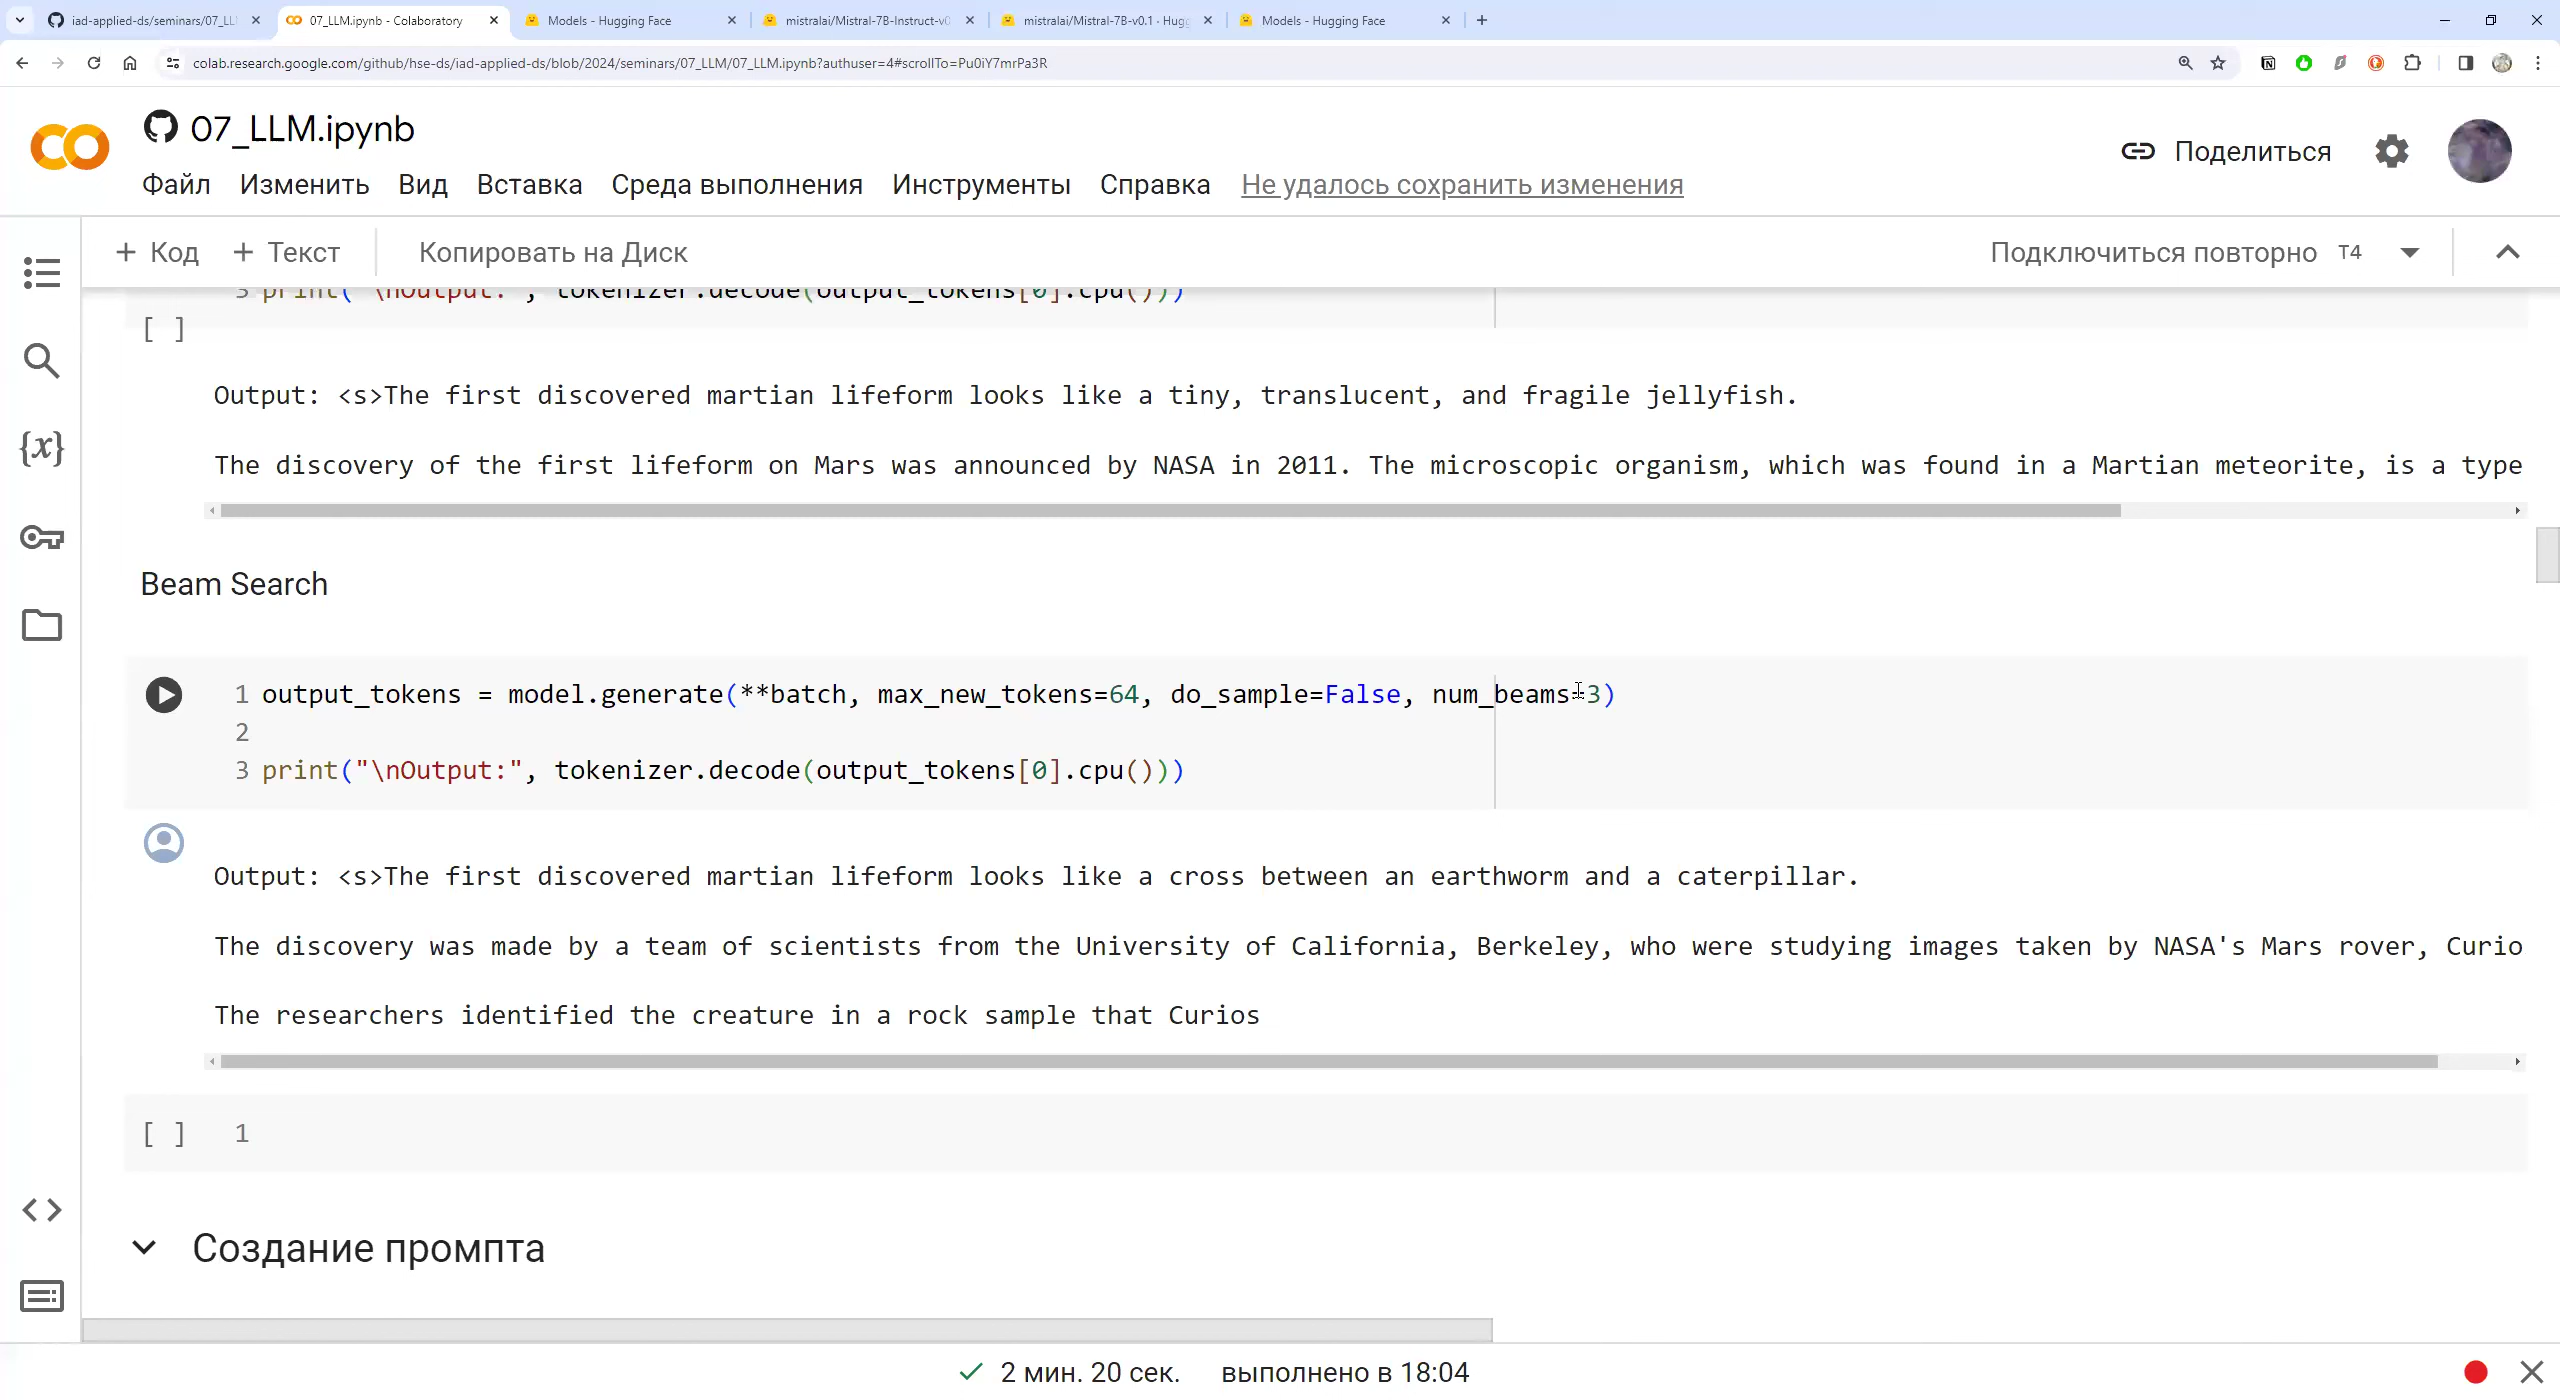 iad-applied-ds/seminars/07_LL
07_LLM.ipynb - Colaboratory
Models - Hugging Face
mistralai/Mistral-7B-Instruct-v0
mistralai/Mistral-7B-v0.1 · Hugg
Models - Hugging Face
colab.research.google.com/github/hse-ds/iad-applied-ds/blob/2024/seminars/07_LLM/07_LLM.ipynb?authuser=4#scrollTo=Pu0iY7mrPa3R
07_LLM.ipynb
Поделиться
Файл Изменить Вид Вставка Среда выполнения Инструменты Справка Не удалось сохранить изменения
+ Код + Текст Копировать на Диск
Подключиться повторно T4
3 print("\nOutput:", tokenizer.decode(output_tokens[0].cpu()))
[ ]
Output: <s>The first discovered martian lifeform looks like a tiny, translucent, and fragile jellyfish.
The discovery of the first lifeform on Mars was announced by NASA in 2011. The microscopic organism, which was found in a Martian meteorite, is a type
Beam Search
1 output_tokens = model.generate(**batch, max_new_tokens=64, do_sample=False, num_beams=3)
2
3 print("\nOutput:", tokenizer.decode(output_tokens[0].cpu()))
Output: <s>The first discovered martian lifeform looks like a cross between an earthworm and a caterpillar.
The discovery was made by a team of scientists from the University of California, Berkeley, who were studying images taken by NASA's Mars rover, Curio
The researchers identified the creature in a rock sample that Curios
[ ] 1
Создание промпта
2 мин. 20 сек. выполнено в 18:04